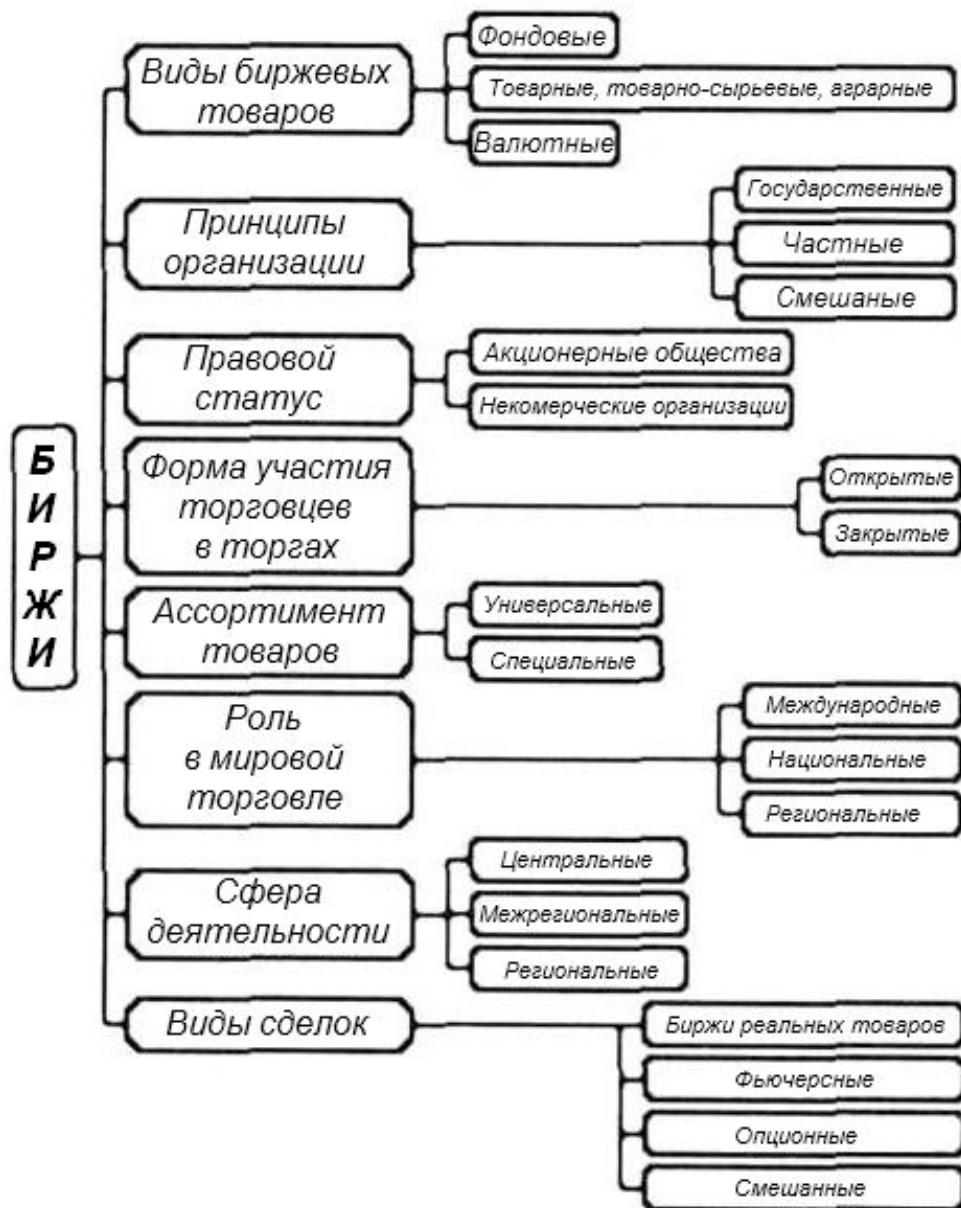 БИРЖИ
Виды биржевых
товаров
Фондовые
Товарные, товарно-сырьевые, аграрные
Валютные
Принципы
организации
Государственные
Частные
Смешаные
Правовой
статус
Акционерные общества
Некомерческие организации
Форма участия
торговцев
в торгах
Открытые
Закрытые
Ассортимент
товаров
Универсальные
Специальные
Роль
в мировой
торговле
Международные
Национальные
Региональные
Сфера
деятельности
Центральные
Межрегиональные
Региональные
Виды сделок
Биржи реальных товаров
Фьючерсные
Опционные
Смешанные